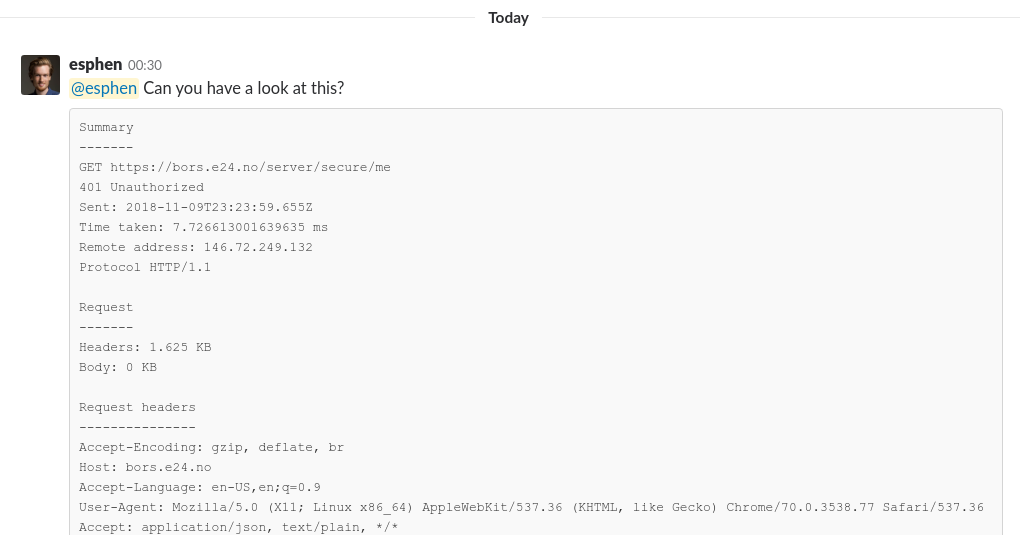 Today
esphen 00:30
@esphen Can you have a look at this?
Summary
-------
GET https://bors.e24.no/server/secure/me
401 Unauthorized
Sent: 2018-11-09T23:23:59.655Z
Time taken: 7.726613001639635 ms
Remote address: 146.72.249.132
Protocol HTTP/1.1
Request
-------
Headers: 1.625 KB
Body: 0 KB
Request headers
---------------
Accept-Encoding: gzip, deflate, br
Host: bors.e24.no
Accept-Language: en-US,en;q=0.9
User-Agent: Mozilla/5.0 (X11; Linux x86_64) AppleWebKit/537.36 (KHTML, like Gecko) Chrome/70.0.3538.77 Safari/537.36
Accept: application/json, text/plain, */*